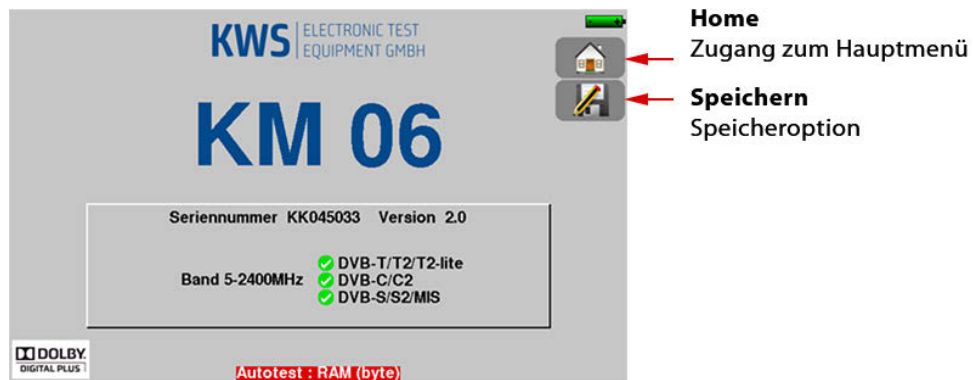 KWS ELECTRONIC TEST
EQUIPMENT GMBH
Home
Zugang zum Hauptmenü
Speichern
Speicheroption
KM 06
Seriennummer KK045033 Version 2.0
Band 5-2400MHz
DVB-T/T2/T2-lite
DVB-C/C2
DVB-S/S2/MIS
DOLBY.
DIGITAL PLUS
Autotest : RAM (byte)